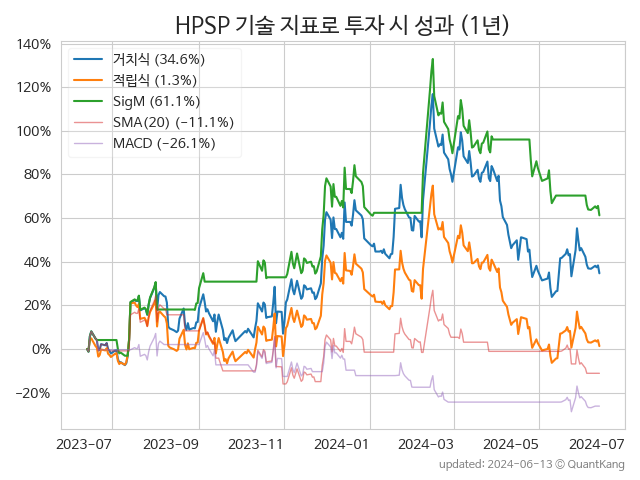 HPSP 기술 지표로 투자 시 성과 (1년)
140%
120%
100%
80%
60%
40%
20%
0%
−20%
거치식 (34.6%)
적립식 (1.3%)
SigM (61.1%)
SMA(20) (−11.1%)
MACD (−26.1%)
2023-07 2023-09 2023-11 2024-01 2024-03 2024-05 2024-07
updated: 2024-06-13 © QuantKang